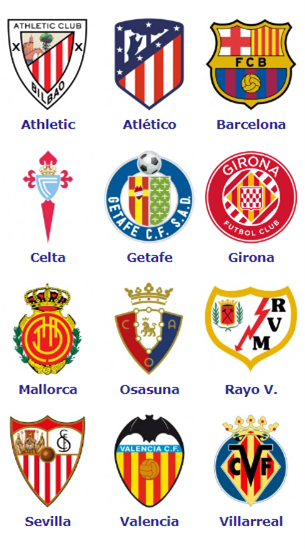 ATHLETIC CLUB
BILBAO
FCB
Athletic Atlético Barcelona
GETAFE C.F. S.A.D.
GIRONA
FUTBOL CLUB
Celta Getafe Girona
O C A
RVM
Mallorca Osasuna Rayo V.
VALENCIA C.F.
CVF
Sevilla Valencia Villarreal